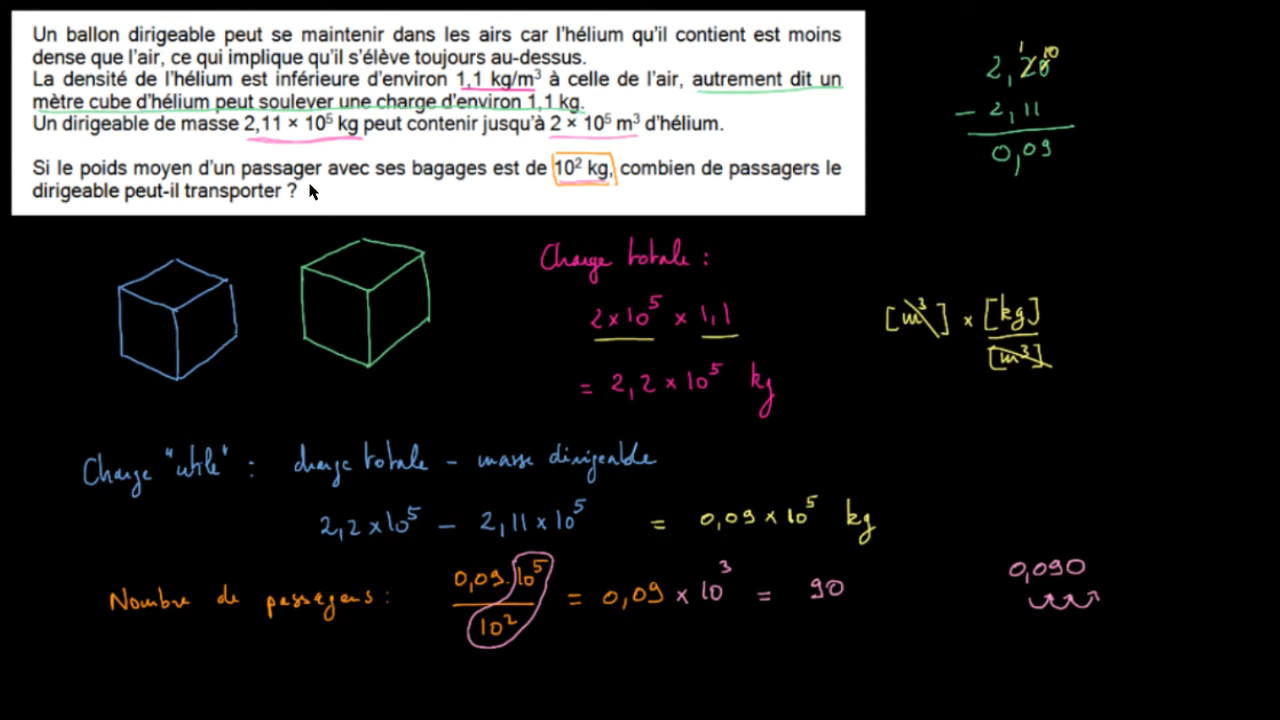 Un ballon dirigeable peut se maintenir dans les airs car l'hélium qu'il contient est moins
dense que l'air, ce qui implique qu'il s'élève toujours au-dessus.
La densité de l'hélium est inférieure d'environ 1,1 kg/m³ à celle de l'air, autrement dit un
mètre cube d'hélium peut soulever une charge d'environ 1,1 kg.
Un dirigeable de masse 2,11 × 10⁵ kg peut contenir jusqu'à 2 × 10⁵ m³ d'hélium.
Si le poids moyen d'un passager avec ses bagages est de 10² kg, combien de passagers le
dirigeable peut-il transporter ?
2,20
1 10
- 2,11
0,09
Charge totale :
2×10⁵ × 1,1
= 2,2 × 10⁵ kg
[m³] × [kg]
[m³]
Charge "utile" : charge totale - masse dirigeable
2,2×10⁵ - 2,11×10⁵ = 0,09×10⁵ kg
Nombre de passagers : 0,09.10⁵ / 10² = 0,09 × 10³ = 90
0,090